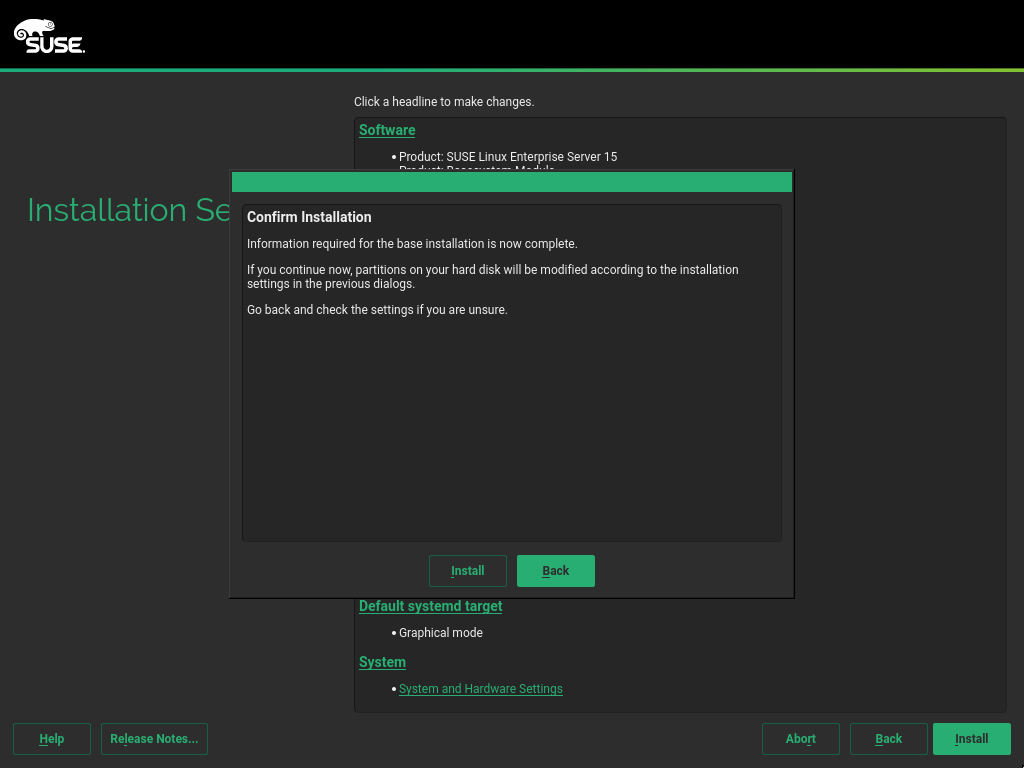 SUSE.
Click a headline to make changes.
Software
• Product: SUSE Linux Enterprise Server 15
• Product: Basesystem Module
Installation Se
Confirm Installation
Information required for the base installation is now complete.
If you continue now, partitions on your hard disk will be modified according to the installation
settings in the previous dialogs.
Go back and check the settings if you are unsure.
Install
Back
Default systemd target
• Graphical mode
System
• System and Hardware Settings
Help
Release Notes...
Abort
Back
Install